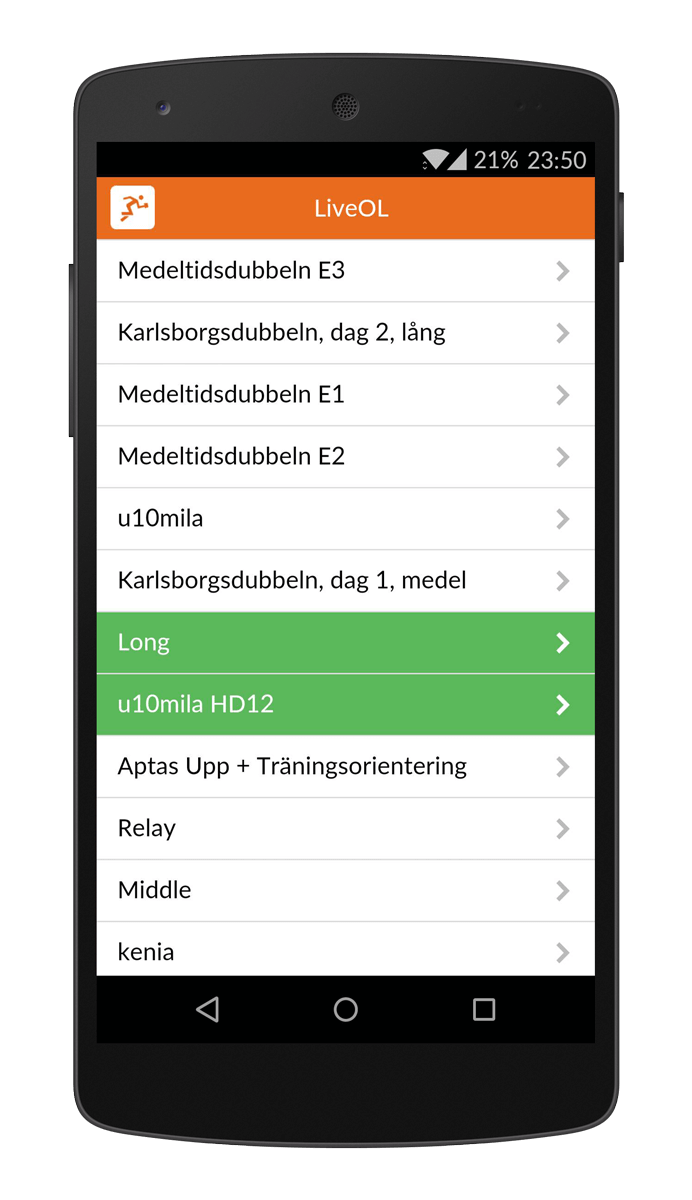 21% 23:50
LiveOL
Medeltidsdubbeln E3
Karlsborgsdubbeln, dag 2, lång
Medeltidsdubbeln E1
Medeltidsdubbeln E2
u10mila
Karlsborgsdubbeln, dag 1, medel
Long
u10mila HD12
Aptas Upp + Träningsorientering
Relay
Middle
kenia